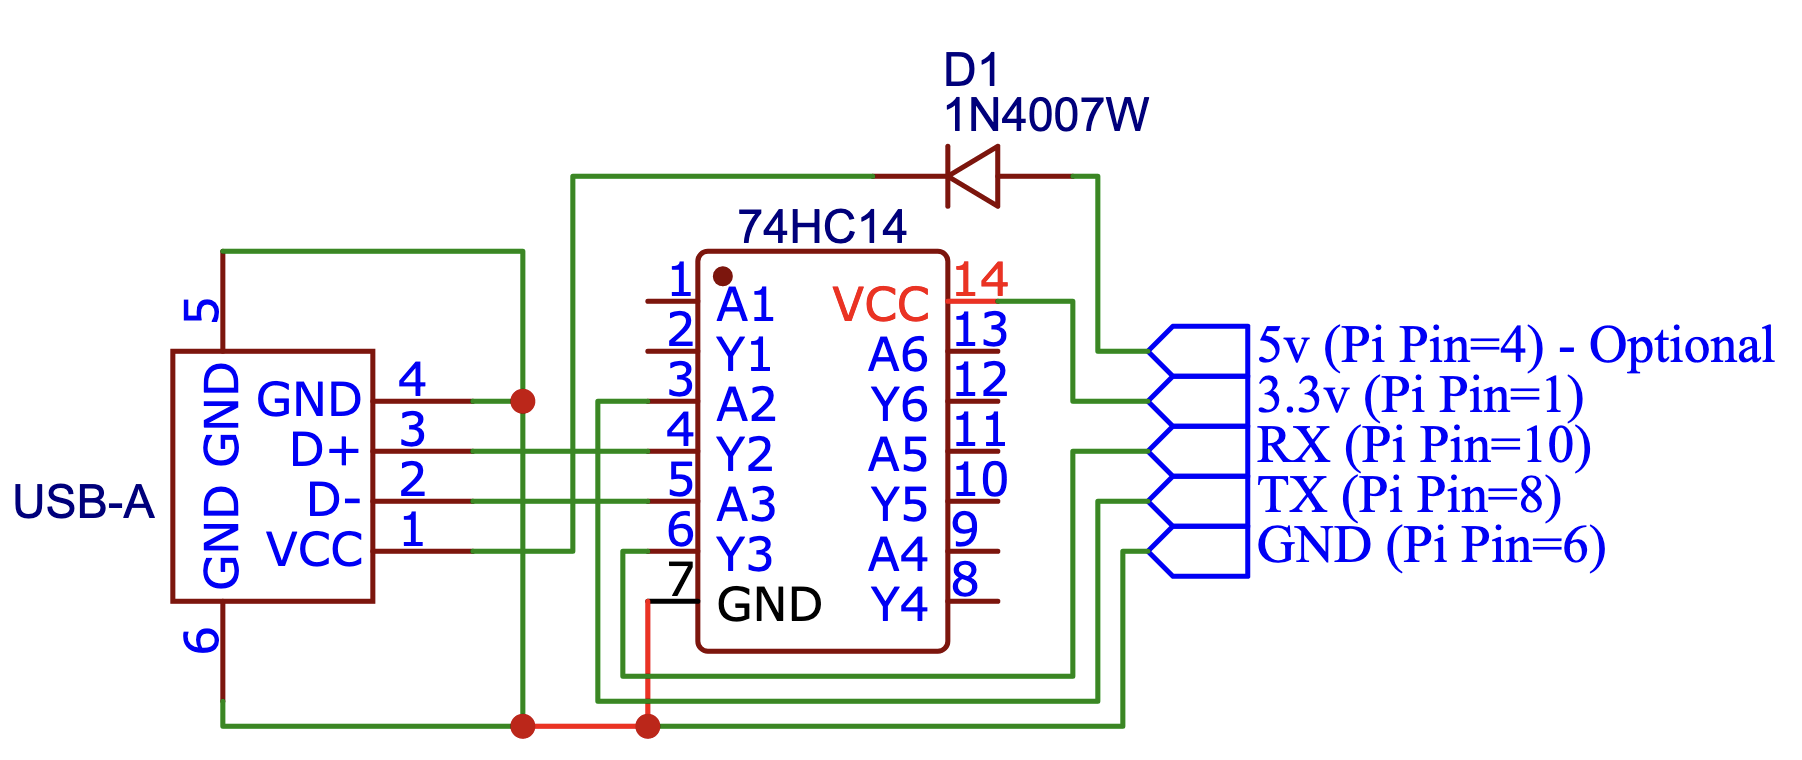 D1
1N4007W
74HC14
1 A1 VCC 14
2 Y1 A6 13
3 A2 Y6 12
4 Y2 A5 11
5 A3 Y5 10
6 Y3 A4 9
7 GND Y4 8
USB-A
5
GND GND
GND 4
D+ 3
D- 2
VCC 1
6
5v (Pi Pin=4) - Optional
3.3v (Pi Pin=1)
RX (Pi Pin=10)
TX (Pi Pin=8)
GND (Pi Pin=6)